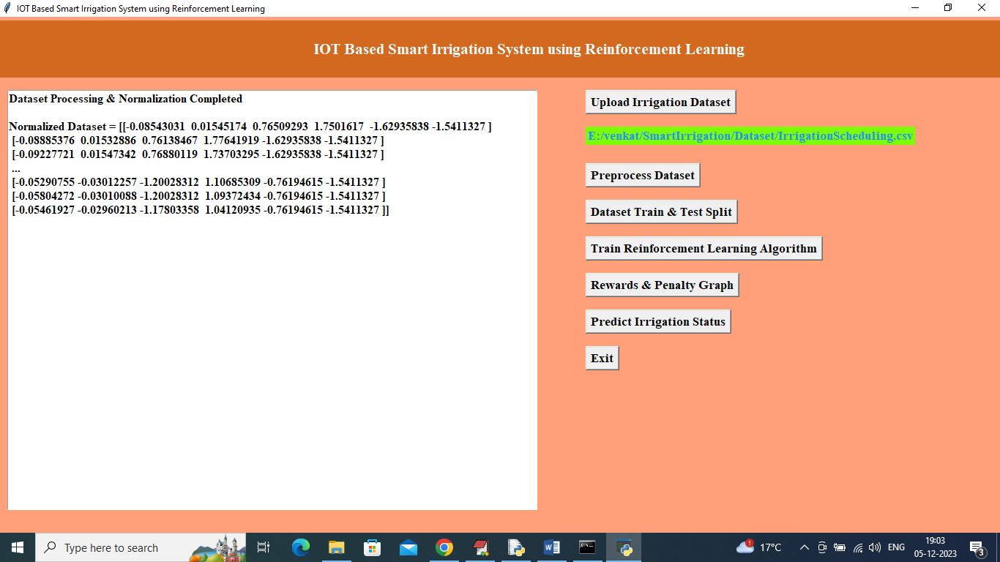 IOT Based Smart Irrigation System using Reinforcement Learning
IOT Based Smart Irrigation System using Reinforcement Learning
Dataset Processing & Normalization Completed
Normalized Dataset = [[-0.08543031  0.01545174  0.76509293  1.7501617  -1.62935838 -1.5411327 ]
[-0.08885376  0.01532886  0.76138467  1.77641919 -1.62935838 -1.5411327 ]
[-0.09227721  0.01547342  0.76880119  1.73703295 -1.62935838 -1.5411327 ]
...
[-0.05290755 -0.03012257 -1.20028312  1.10685309 -0.76194615 -1.5411327 ]
[-0.05804272 -0.03010088 -1.20028312  1.09372434 -0.76194615 -1.5411327 ]
[-0.05461927 -0.02960213 -1.17803358  1.04120935 -0.76194615 -1.5411327 ]]
Upload Irrigation Dataset
E:/venkat/SmartIrrigation/Dataset/IrrigationScheduling.csv
Preprocess Dataset
Dataset Train & Test Split
Train Reinforcement Learning Algorithm
Rewards & Penalty Graph
Predict Irrigation Status
Exit
Type here to search
1
17°C
ENG
19:03
05-12-2023
3